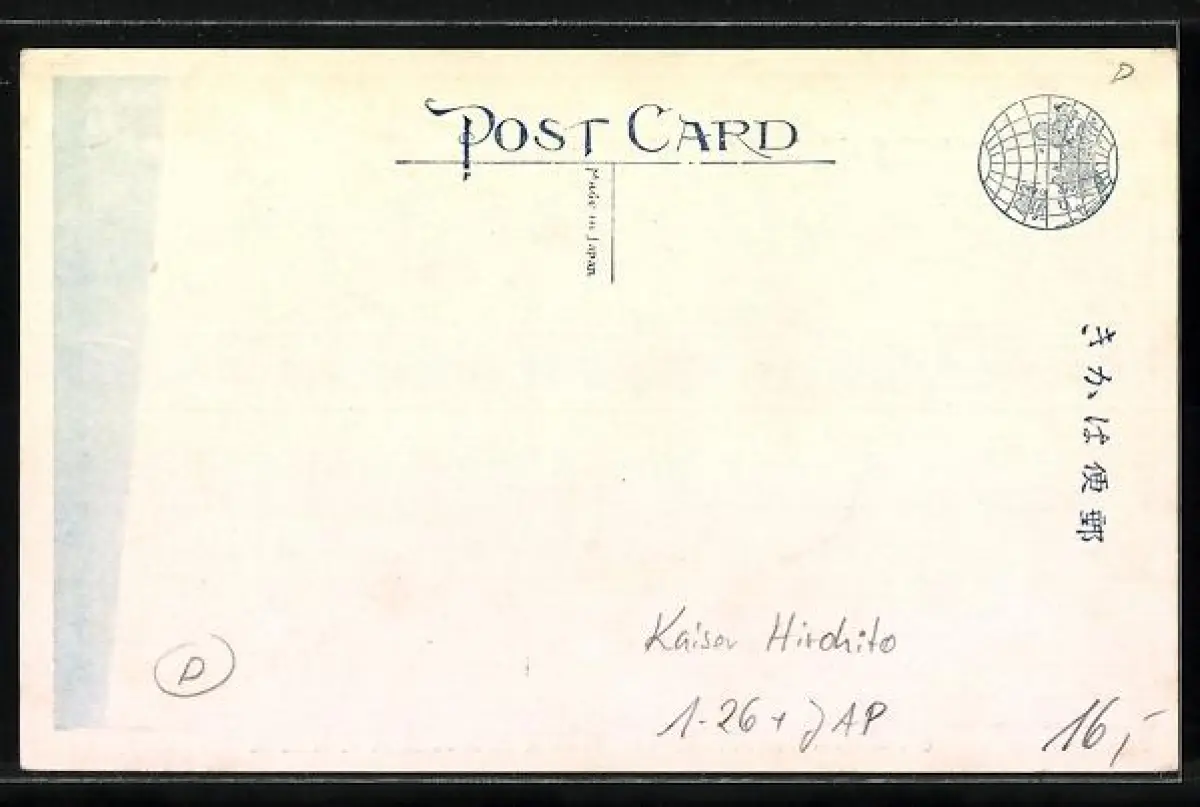 D
POST CARD
Made in Japan
きかは便郵
D
Kaiser Hirohito
1-26+JAP
16,-